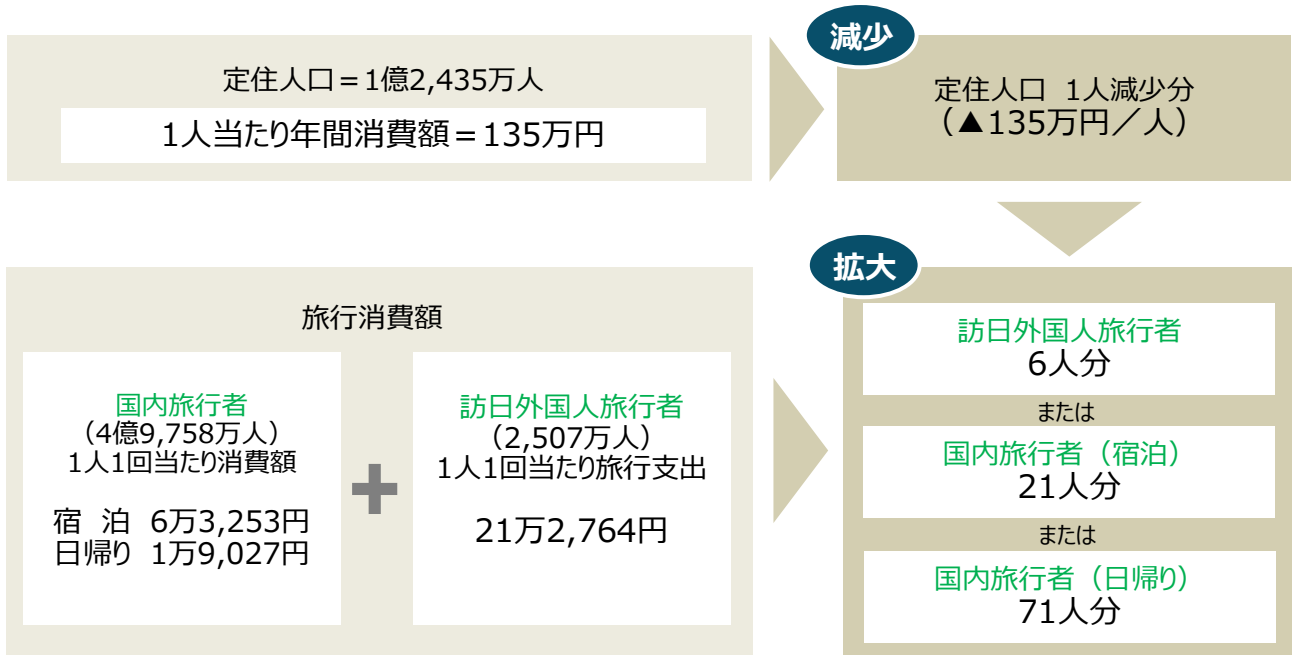 定住人口＝1億2,435万人
1人当たり年間消費額＝135万円
減少
定住人口 1人減少分
（▲135万円／人）
旅行消費額
国内旅行者
（4億9,758万人）
1人1回当たり消費額
宿　泊 6万3,253円
日帰り 1万9,027円
訪日外国人旅行者
（2,507万人）
1人1回当たり旅行支出
21万2,764円
拡大
訪日外国人旅行者
6人分
または
国内旅行者（宿泊）
21人分
または
国内旅行者（日帰り）
71人分